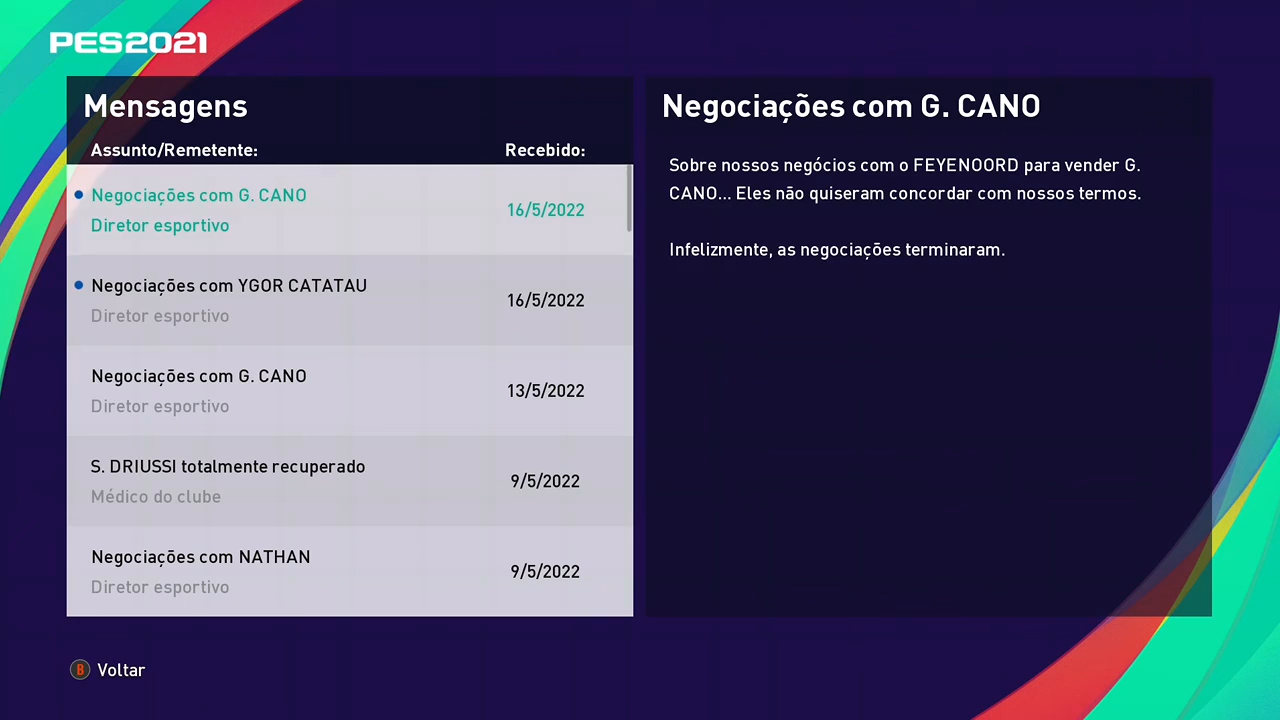 PES2021
Mensagens
Assunto/Remetente:
Recebido:
Negociações com G. CANO
Diretor esportivo
16/5/2022
Negociações com YGOR CATATAU
Diretor esportivo
16/5/2022
Negociações com G. CANO
Diretor esportivo
13/5/2022
S. DRIUSSI totalmente recuperado
Médico do clube
9/5/2022
Negociações com NATHAN
Diretor esportivo
9/5/2022
Negociações com G. CANO
Sobre nossos negócios com o FEYENOORD para vender G.
CANO... Eles não quiseram concordar com nossos termos.
Infelizmente, as negociações terminaram.
B Voltar